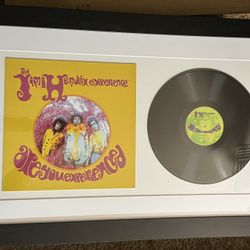 The
Jimi Hendrix experience
are you experienced